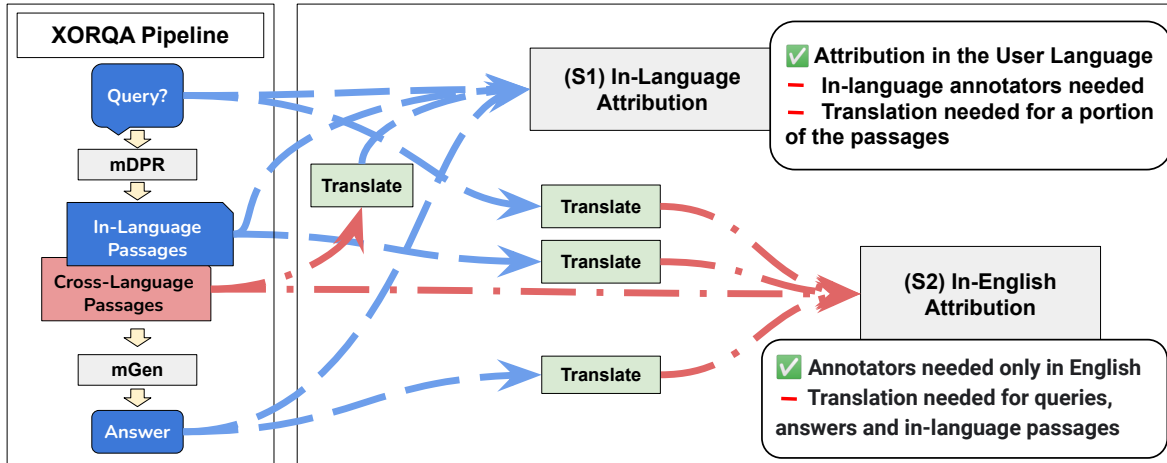 XORQA Pipeline
Query?
mDPR
In-Language
Passages
Cross-Language
Passages
mGen
Answer
Translate
(S1) In-Language
Attribution
✅ Attribution in the User Language
– In-language annotators needed
– Translation needed for a portion
of the passages
Translate
Translate
Translate
(S2) In-English
Attribution
✅ Annotators needed only in English
– Translation needed for queries,
answers and in-language passages